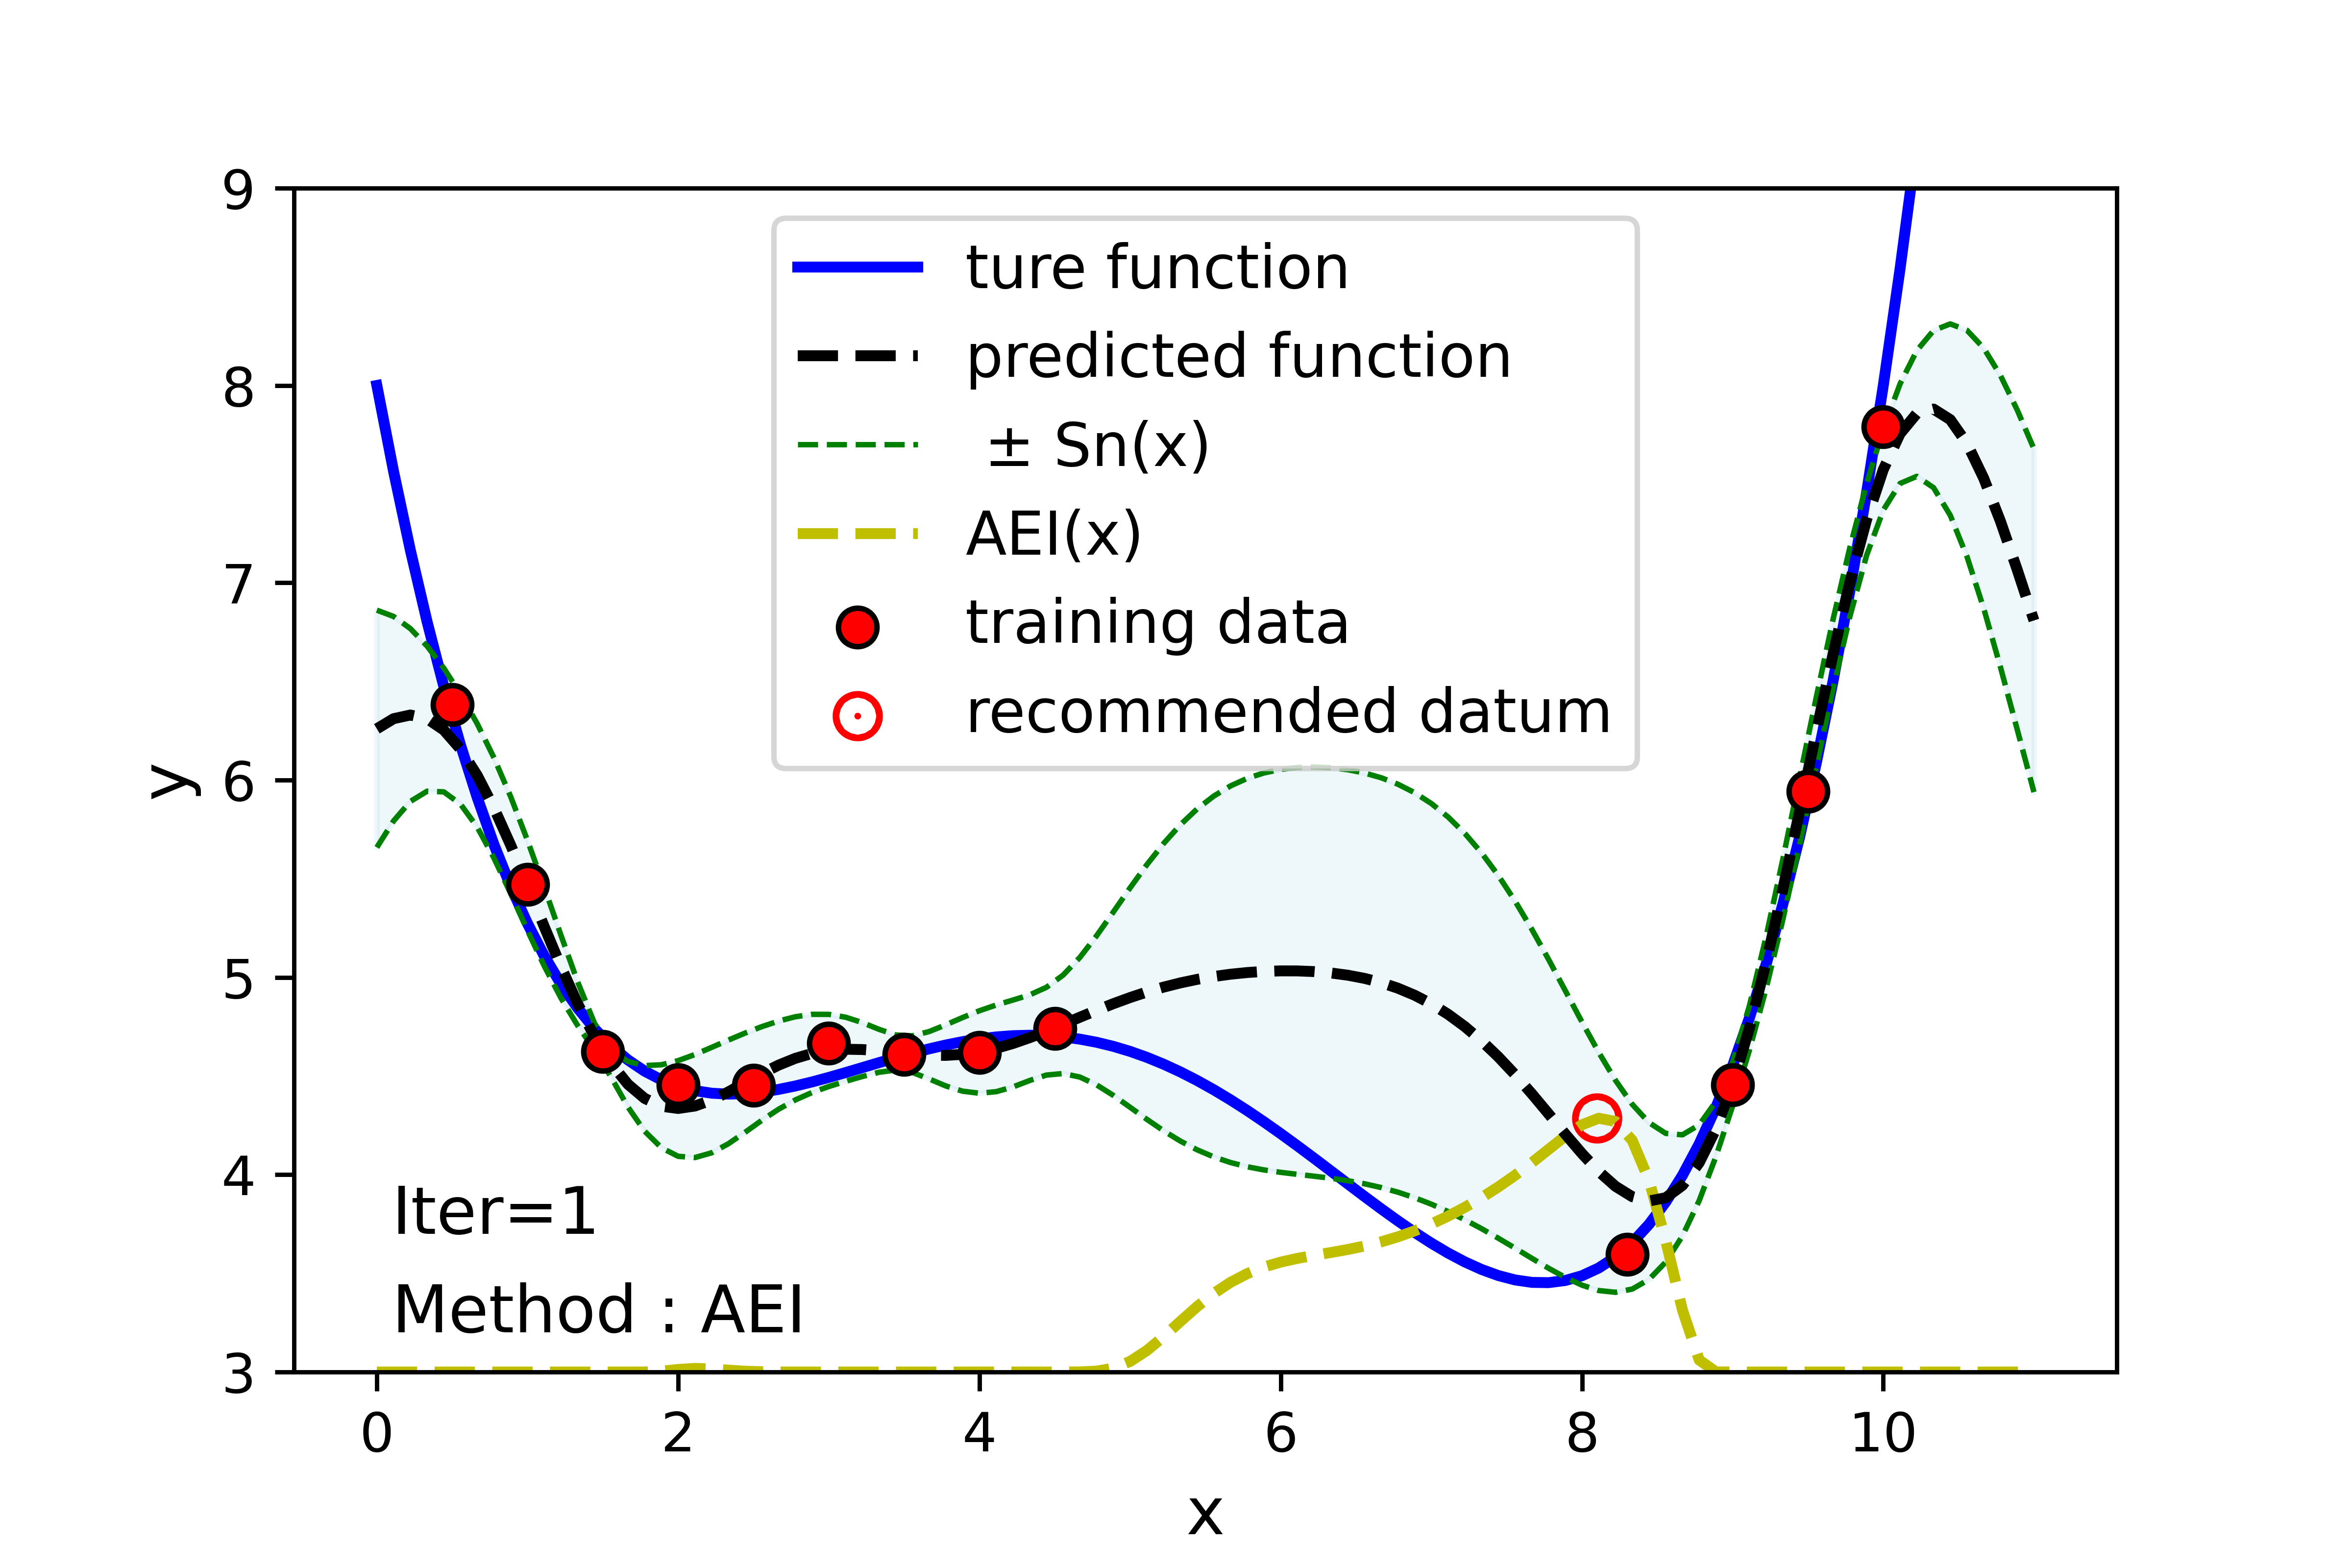 9
8
7
6
5
4
3
y
ture function
predicted function
± Sn(x)
AEI(x)
training data
recommended datum
Iter=1
Method : AEI
0 2 4 6 8 10
x